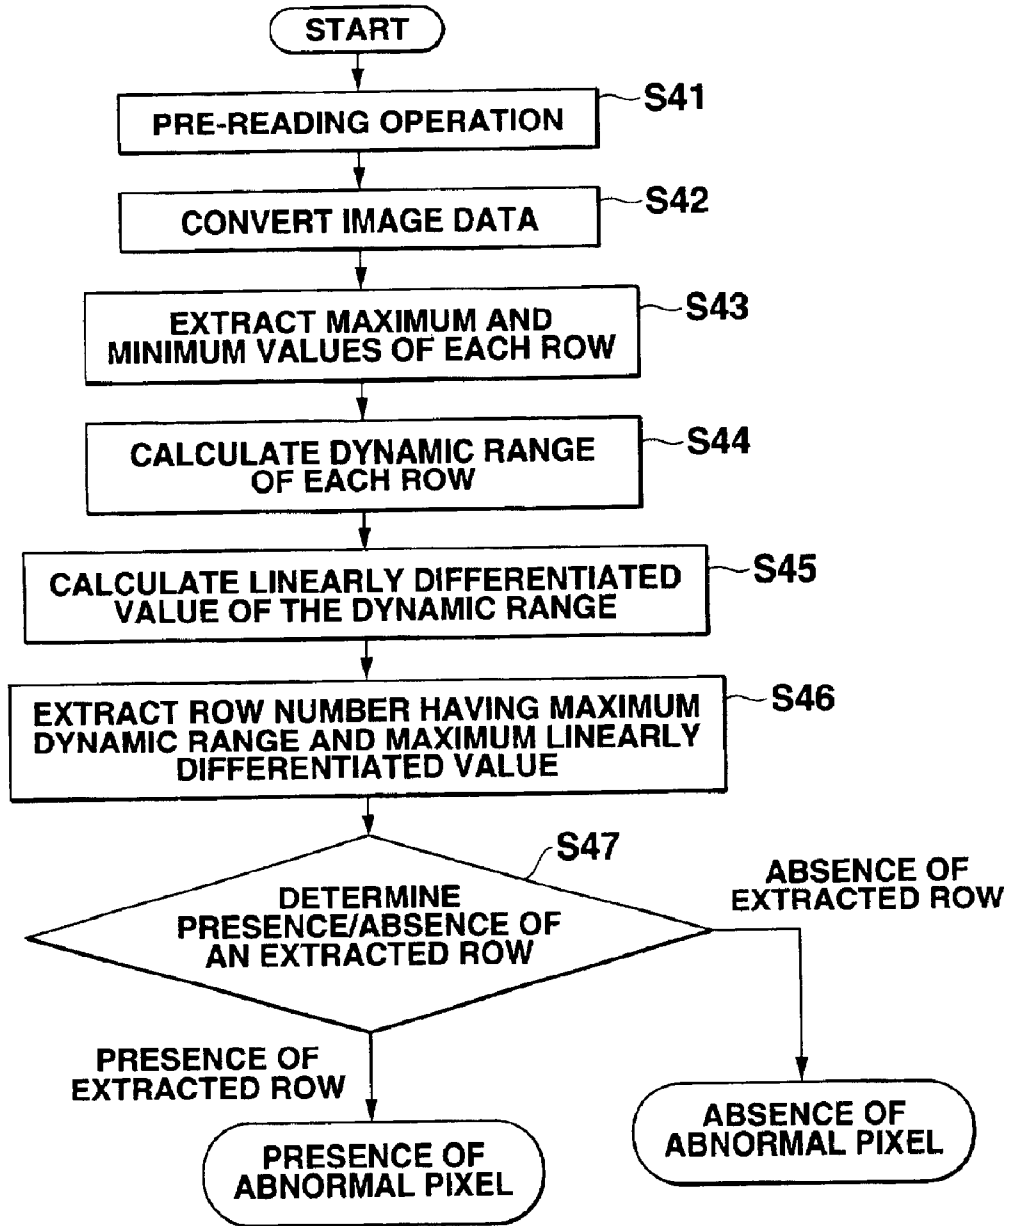 START
PRE-READING OPERATION
S41
CONVERT IMAGE DATA
S42
EXTRACT MAXIMUM AND
MINIMUM VALUES OF EACH ROW
S43
CALCULATE DYNAMIC RANGE
OF EACH ROW
S44
CALCULATE LINEARLY DIFFERENTIATED
VALUE OF THE DYNAMIC RANGE
S45
EXTRACT ROW NUMBER HAVING MAXIMUM
DYNAMIC RANGE AND MAXIMUM LINEARLY
DIFFERENTIATED VALUE
S46
S47
DETERMINE
PRESENCE/ABSENCE OF
AN EXTRACTED ROW
ABSENCE OF
EXTRACTED ROW
PRESENCE OF
EXTRACTED ROW
PRESENCE OF
ABNORMAL PIXEL
ABSENCE OF
ABNORMAL PIXEL